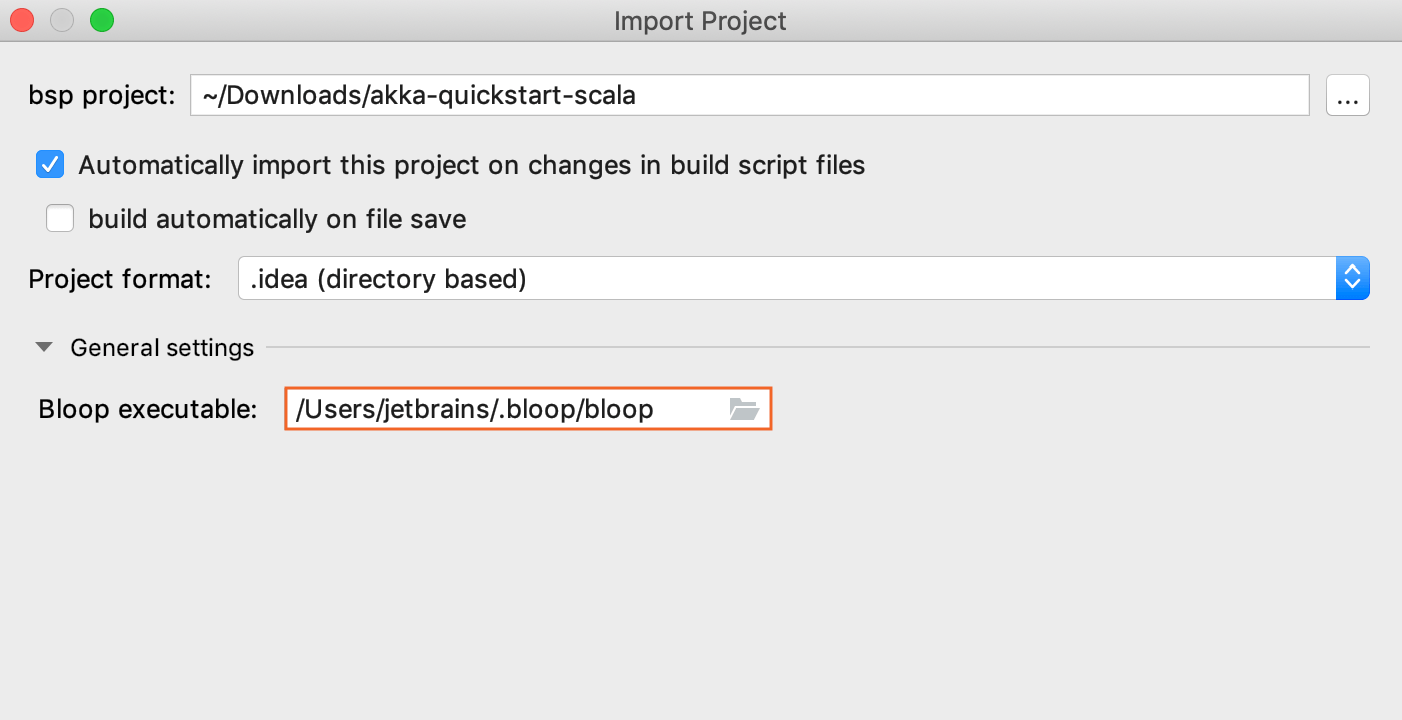 Import Project
bsp project: ~/Downloads/akka-quickstart-scala ...
Automatically import this project on changes in build script files
build automatically on file save
Project format: .idea (directory based)
General settings
Bloop executable: /Users/jetbrains/.bloop/bloop